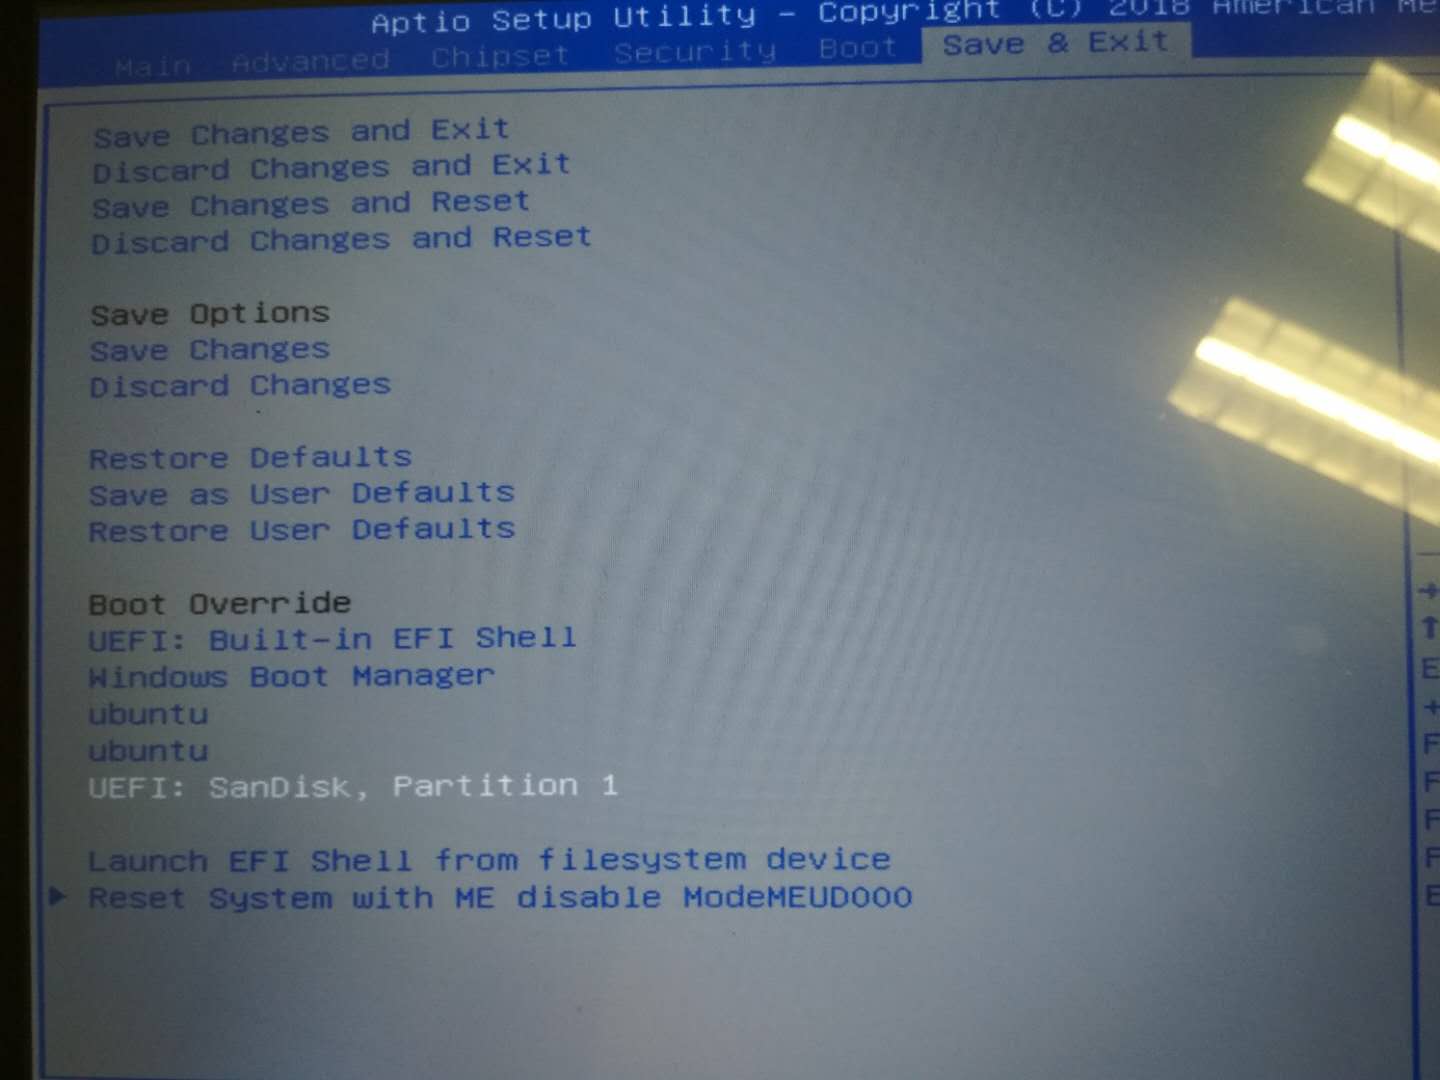 Aptio Setup Utility - Copyright (C) 2018 American
Main Advanced Chipset Security Boot Save & Exit
Save Changes and Exit
Discard Changes and Exit
Save Changes and Reset
Discard Changes and Reset
Save Options
Save Changes
Discard Changes
Restore Defaults
Save as User Defaults
Restore User Defaults
Boot Override
UEFI: Built-in EFI Shell
Windows Boot Manager
ubuntu
ubuntu
UEFI: SanDisk, Partition 1
Launch EFI Shell from filesystem device
Reset System with ME disable ModeMEUD000